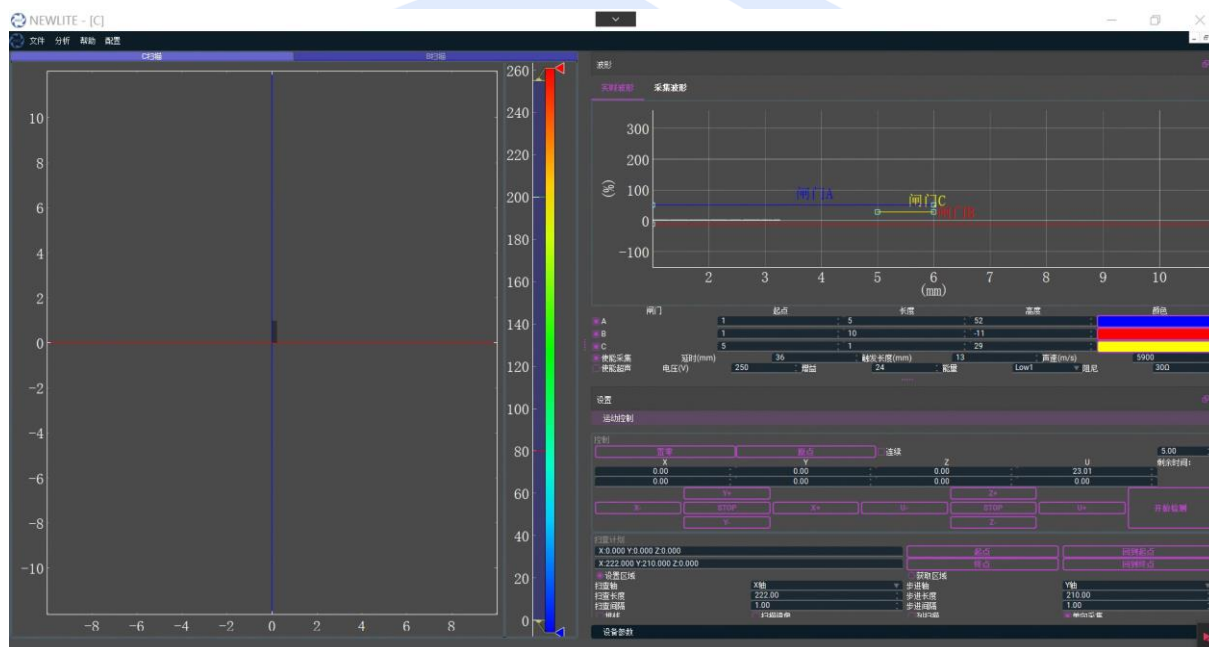 NEWLITE - [C]
文件 分析 帮助 配置
C扫描 B扫描
260
240
220
200
180
160
140
120
100
80
60
40
20
0
10
8
6
4
2
0
-2
-4
-6
-8
-10
-8 -6 -4 -2 0 2 4 6 8
波形
实时波形 采集波形
300
200
100
0
-100
(%)
闸门A
闸门C
闸门B
2 3 4 5 6 7 8 9 10
(mm)
闸门 起点 长度 高度 颜色
A 1 5 52
B 1 10 -11
C 5 1 29
使能采集 延时(mm) 36 触发长度(mm) 13 声速(m/s) 5900
使能超声 电压(V) 250 增益 24 能量 Low1 阻尼 30Ω
设置
运动控制
控制
置零 连续 5.00
X Y Z U 剩余时间:
0.00 0.00 0.00 23.01
0.00 0.00 0.00 0.00
Y+ Z+
X- STOP X+ U- STOP U+ 开始检测
Y- Z-
扫查计划
X:0.000 Y:0.000 Z:0.000 起点 回到起点
X:222.000 Y:210.000 Z:0.000 终点 回到终点
设置区域 获取区域
扫查轴 X轴 步进轴 Y轴
扫查长度 222.00 步进长度 210.00
扫查间隔 1.00 步进间隔 1.00
单向采集
设备参数